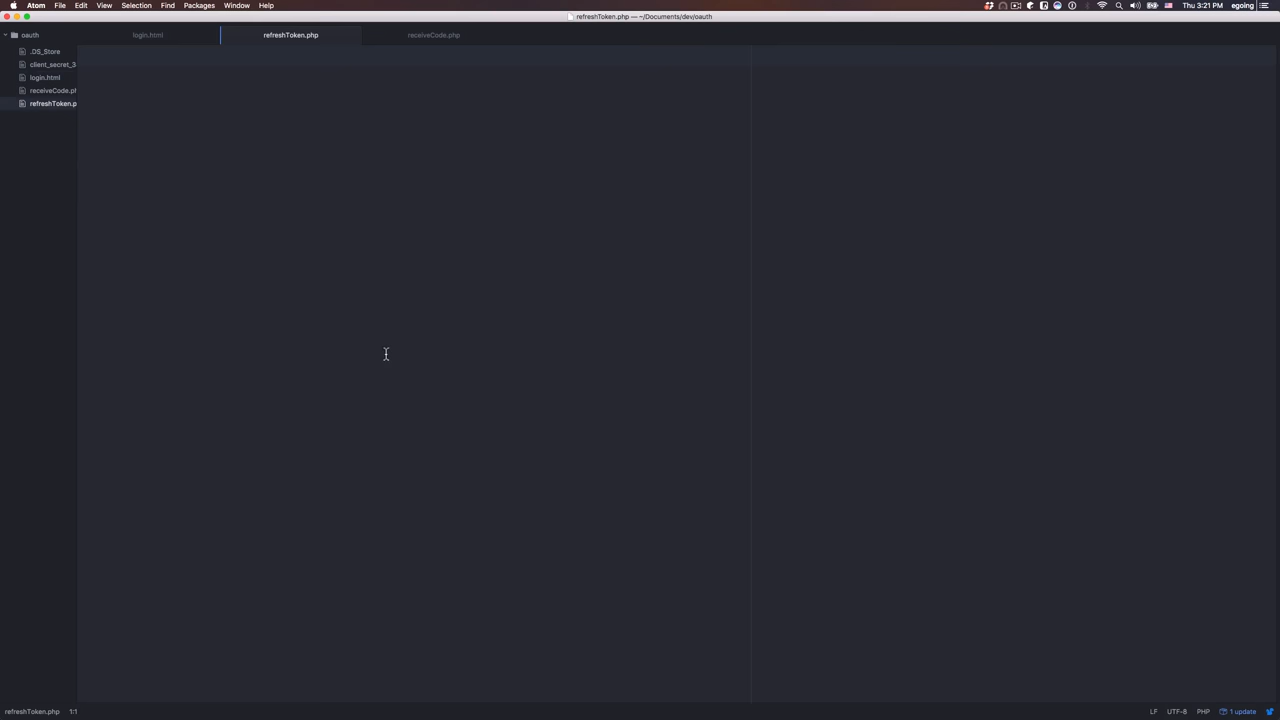 Atom File Edit View Selection Find Packages Window Help Thu 3:21 PM egoing
refreshToken.php — ~/Documents/dev/oauth
oauth login.html refreshToken.php receiveCode.php
.DS_Store
client_secret_3
login.html
receiveCode.ph
refreshToken.p
refreshToken.php 1:1 LF UTF-8 PHP 1 update